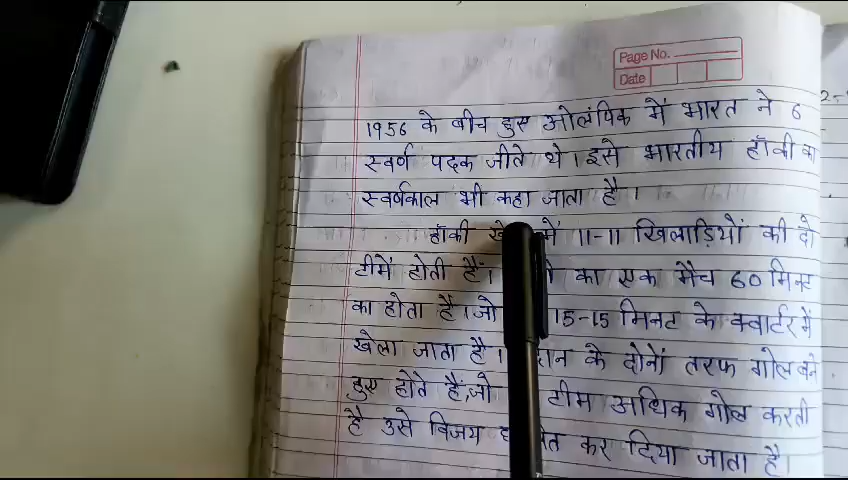 Page No.
Date
1956 के बीच हुए ओलंपिक में भारत ने 6
स्वर्ण पदक जीते थे। इसे भारतीय हॉकी का
स्वर्णकाल भी कहा जाता है।
हॉकी में 11-11 खिलाड़ियों की दो
टीमें होती हैं। का एक मैच 60 मिनट
का होता है। जो 15-15 मिनट के क्वार्टर में
खेला जाता है। के दोनों तरफ गोल बने
हुए होते हैं, जो टीम अधिक गोल करती
है उसे विजय कर दिया जाता है।